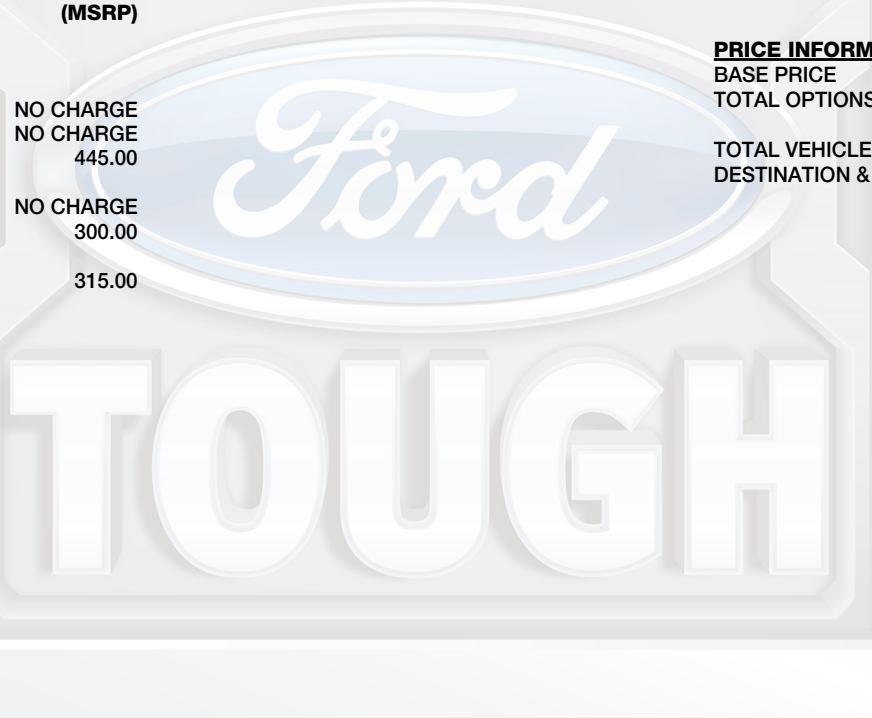 (MSRP)
NO CHARGE
NO CHARGE
445.00
NO CHARGE
300.00
315.00
PRICE INFORM
BASE PRICE
TOTAL OPTIONS
TOTAL VEHICLE
DESTINATION &
Ford
TOUGH